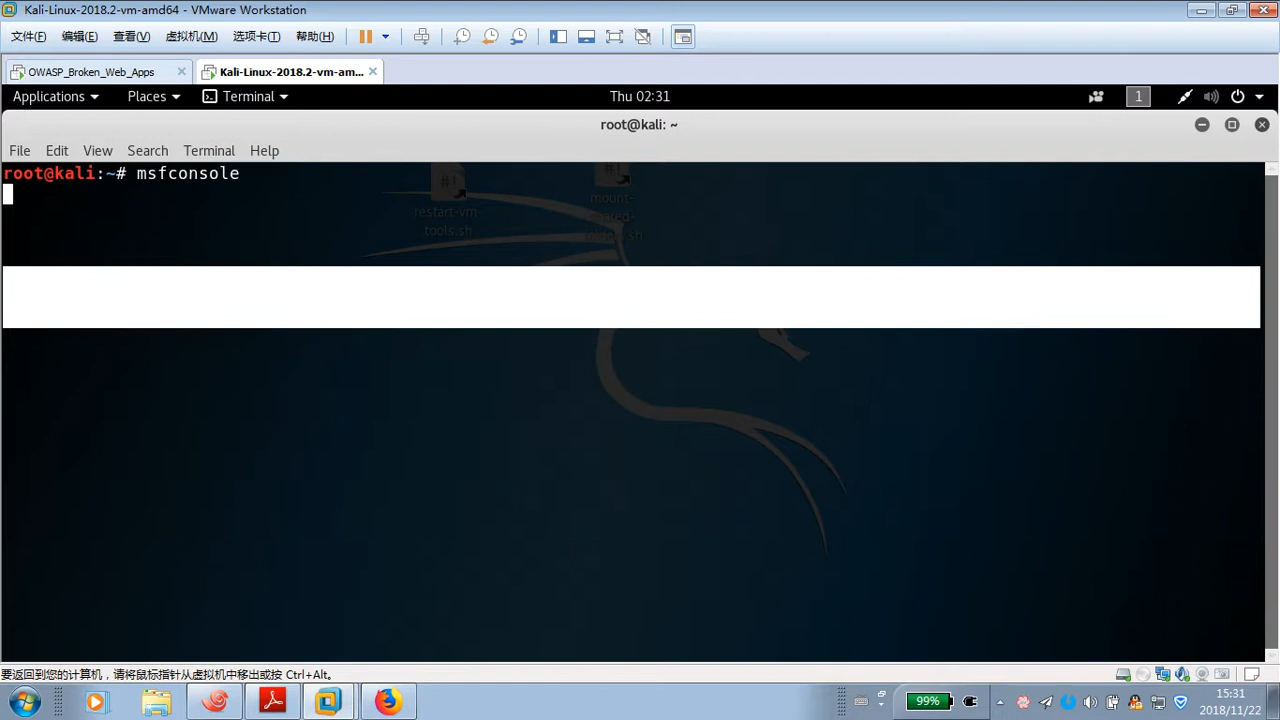 Kali-Linux-2018.2-vm-amd64 - VMware Workstation
文件(F) 编辑(E) 查看(V) 虚拟机(M) 选项卡(T) 帮助(H)
OWASP_Broken_Web_Apps Kali-Linux-2018.2-vm-am...
Applications Places Terminal Thu 02:31 1
root@kali: ~
File Edit View Search Terminal Help
root@kali:~# msfconsole
restart-vm-
tools.sh
mount-
要返回到您的计算机，请将鼠标指针从虚拟机中移出或按 Ctrl+Alt。
99% 15:31
2018/11/22